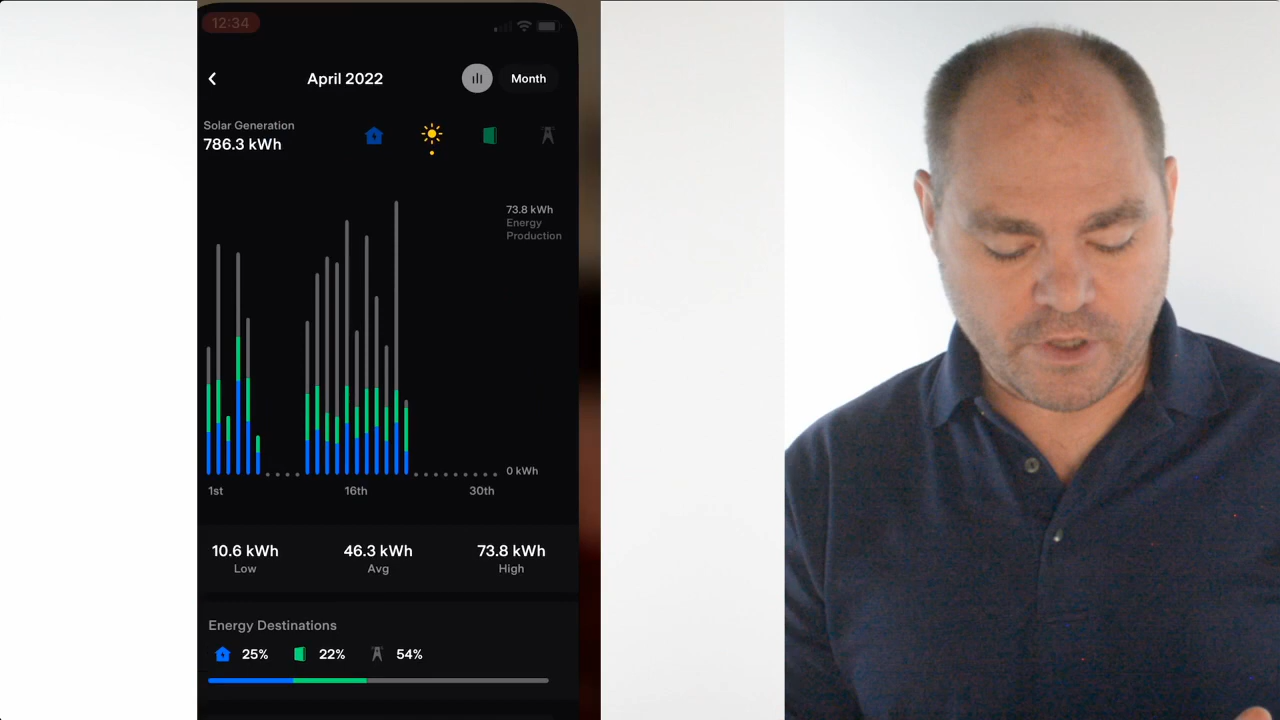 12:34
April 2022
Month
Solar Generation
786.3 kWh
73.8 kWh
Energy
Production
0 kWh
1st
16th
30th
10.6 kWh
46.3 kWh
73.8 kWh
Low
Avg
High
Energy Destinations
25%
22%
54%